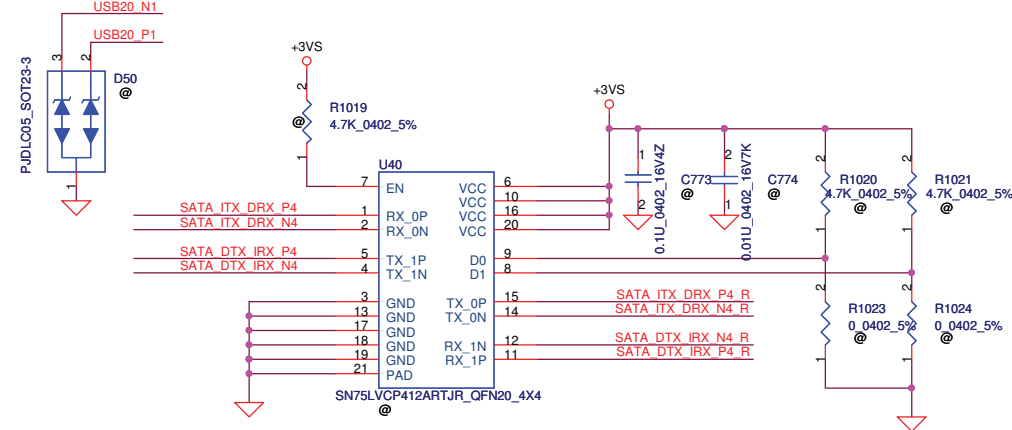 USB20_N1
USB20_P1
3
2
D50
@
PJDLC05_SOT23-3
1
+3VS
2
R1019
@
4.7K_0402_5%
1
+3VS
1
2
0.1U_0402_16V4Z
C773
@
2
1
0.01U_0402_16V7K
C774
@
2
R1020
4.7K_0402_5%
@
1
2
R1021
4.7K_0402_5%
@
1
U40
7 EN
VCC 6
VCC 10
VCC 16
VCC 20
SATA_ITX_DRX_P4 1 RX_0P
SATA_ITX_DRX_N4 2 RX_0N
SATA_DTX_IRX_P4 5 TX_1P
SATA_DTX_IRX_N4 4 TX_1N
D0 9
D1 8
3 GND
13 GND
17 GND
18 GND
19 GND
21 PAD
TX_0P 15 SATA_ITX_DRX_P4_R
TX_0N 14 SATA_ITX_DRX_N4_R
RX_1N 12 SATA_DTX_IRX_N4_R
RX_1P 11 SATA_DTX_IRX_P4_R
2
R1023
0_0402_5%
@
1
2
R1024
0_0402_5%
@
1
SN75LVCP412ARTJR_QFN20_4X4
@